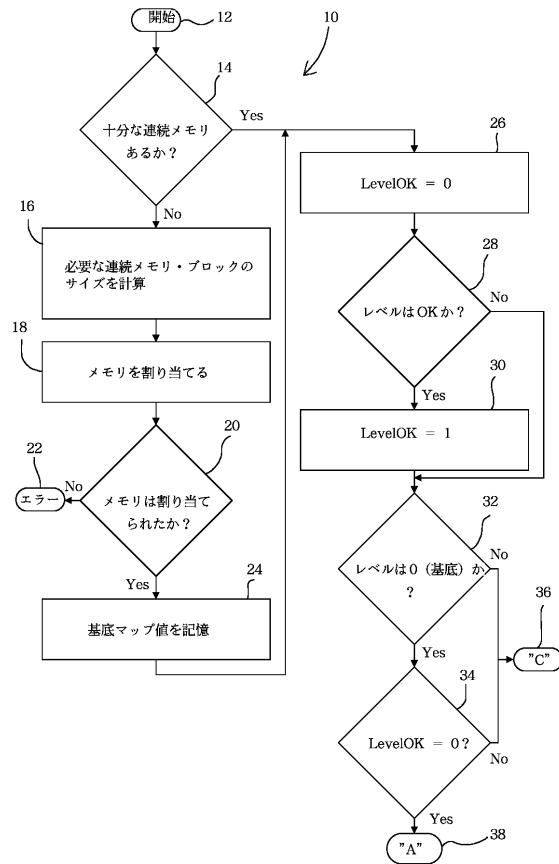 開始
12
10
14
十分な連続メモリ
あるか？
Yes
No
16
必要な連続メモリ・ブロックの
サイズを計算
18
メモリを割り当てる
20
メモリは割り当て
られたか？
22
エラー
No
Yes
24
基底マップ値を記憶
26
LevelOK = 0
28
レベルはOKか？
No
Yes
30
LevelOK = 1
32
レベルは0（基底）か
？
No
Yes
36
"C"
34
LevelOK = 0？
No
Yes
"A"
38